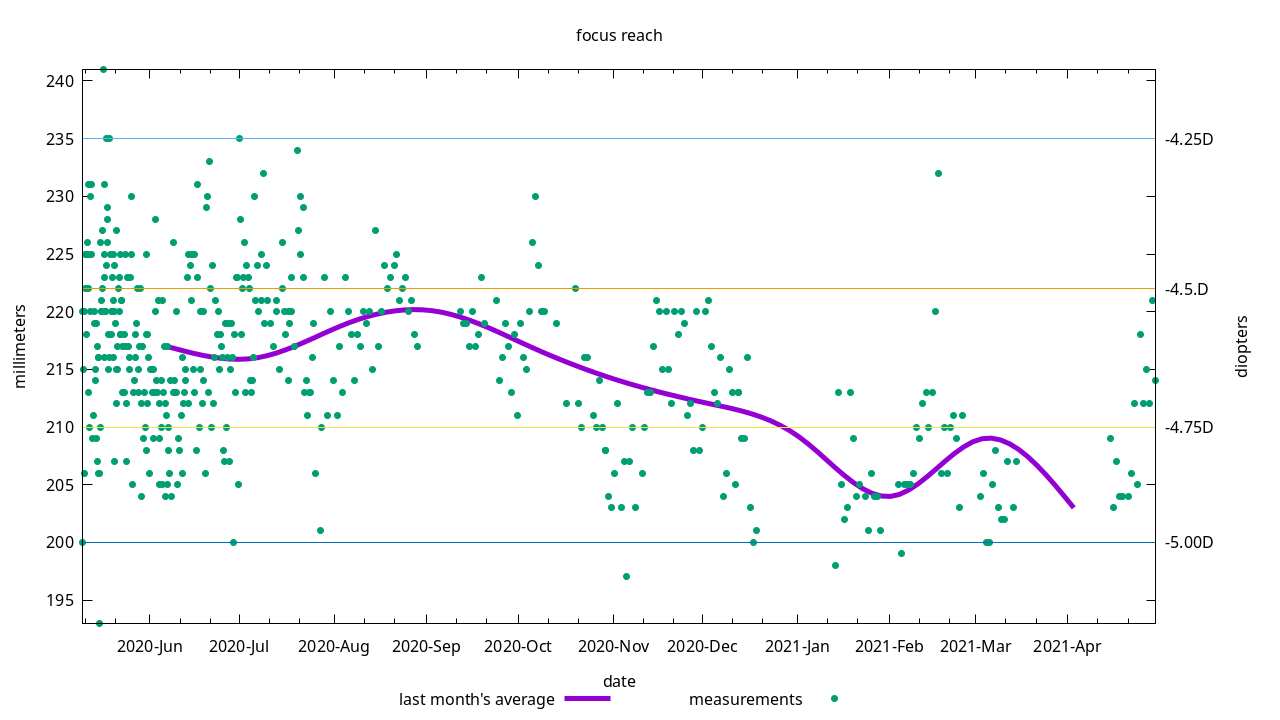 focus reach
millimeters
240
235
230
225
220
215
210
205
200
195
-4.25D
-4.5.D
-4.75D
-5.00D
diopters
2020-Jun 2020-Jul 2020-Aug 2020-Sep 2020-Oct 2020-Nov 2020-Dec 2021-Jan 2021-Feb 2021-Mar 2021-Apr
date
last month's average measurements